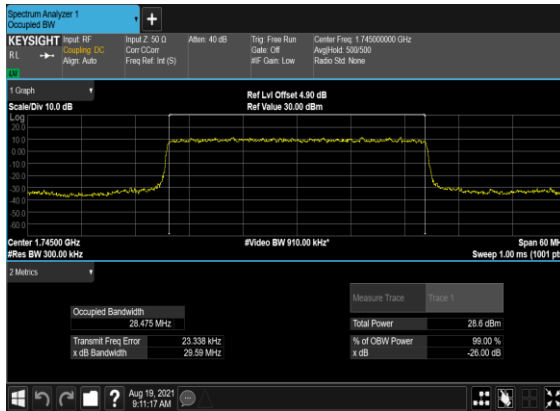 Spectrum Analyzer 1
Occupied BW
+
KEYSIGHT Input: RF Input Z: 50 Ω Atten: 40 dB Trig: Free Run Center Freq: 1.745000000 GHz
RL Coupling: DC Corr CCorr Gate: Off Avg|Hold: 500/500
Align: Auto Freq Ref: Int (S) #IF Gain: Low Radio Std: None
1 Graph
Scale/Div 10.0 dB
Ref Lvl Offset 4.90 dB
Ref Value 30.00 dBm
Log
20.0
10.0
0.00
-10.0
-20.0
-30.0
-40.0
-50.0
-60.0
Center 1.74500 GHz #Video BW 910.00 kHz* Span 60 MH
#Res BW 300.00 kHz Sweep 1.00 ms (1001 pt
2 Metrics
Measure Trace Trace 1
Occupied Bandwidth
28.475 MHz Total Power 28.6 dBm
Transmit Freq Error 23.338 kHz % of OBW Power 99.00 %
x dB Bandwidth 29.59 MHz x dB -26.00 dB
? Aug 19, 2021
9:11:17 AM